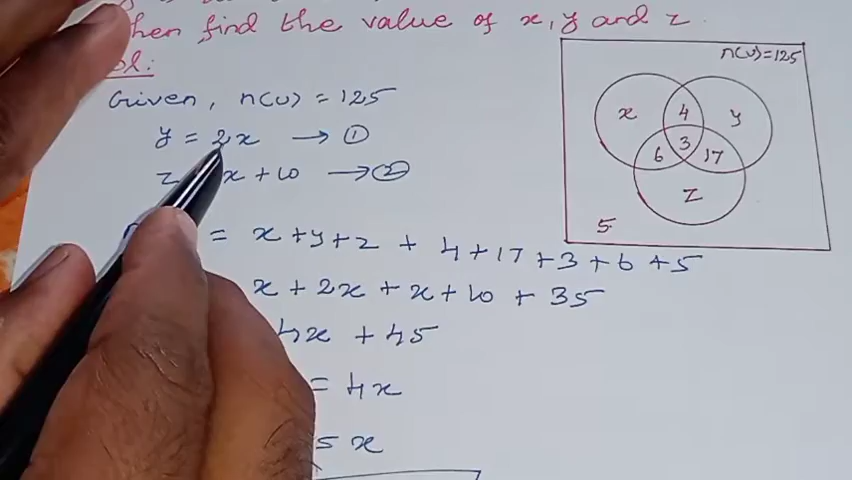 then find the value of x, y and z.
Given, n(U) = 125
y = 2x → ①
z x + 10 → ②
= x + y + z + 4 + 17 + 3 + 6 + 5
x + 2x + x + 10 + 35
4x + 45
= 4x
x
n(U) = 125
x 4 y
6 3 17
z
5